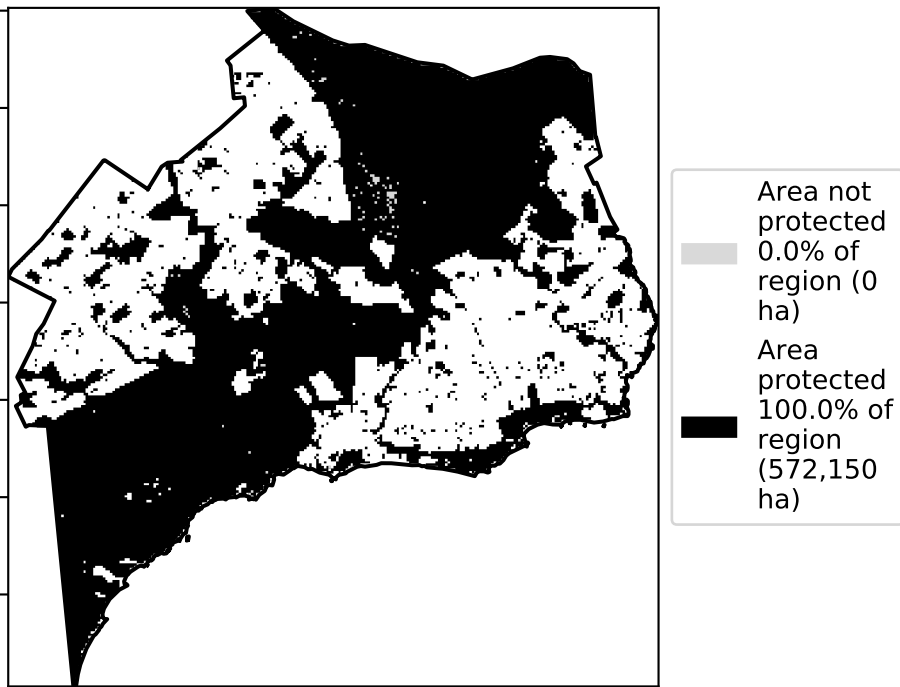 Area not
protected
0.0% of
region (0
ha)
Area
protected
100.0% of
region
(572,150
ha)